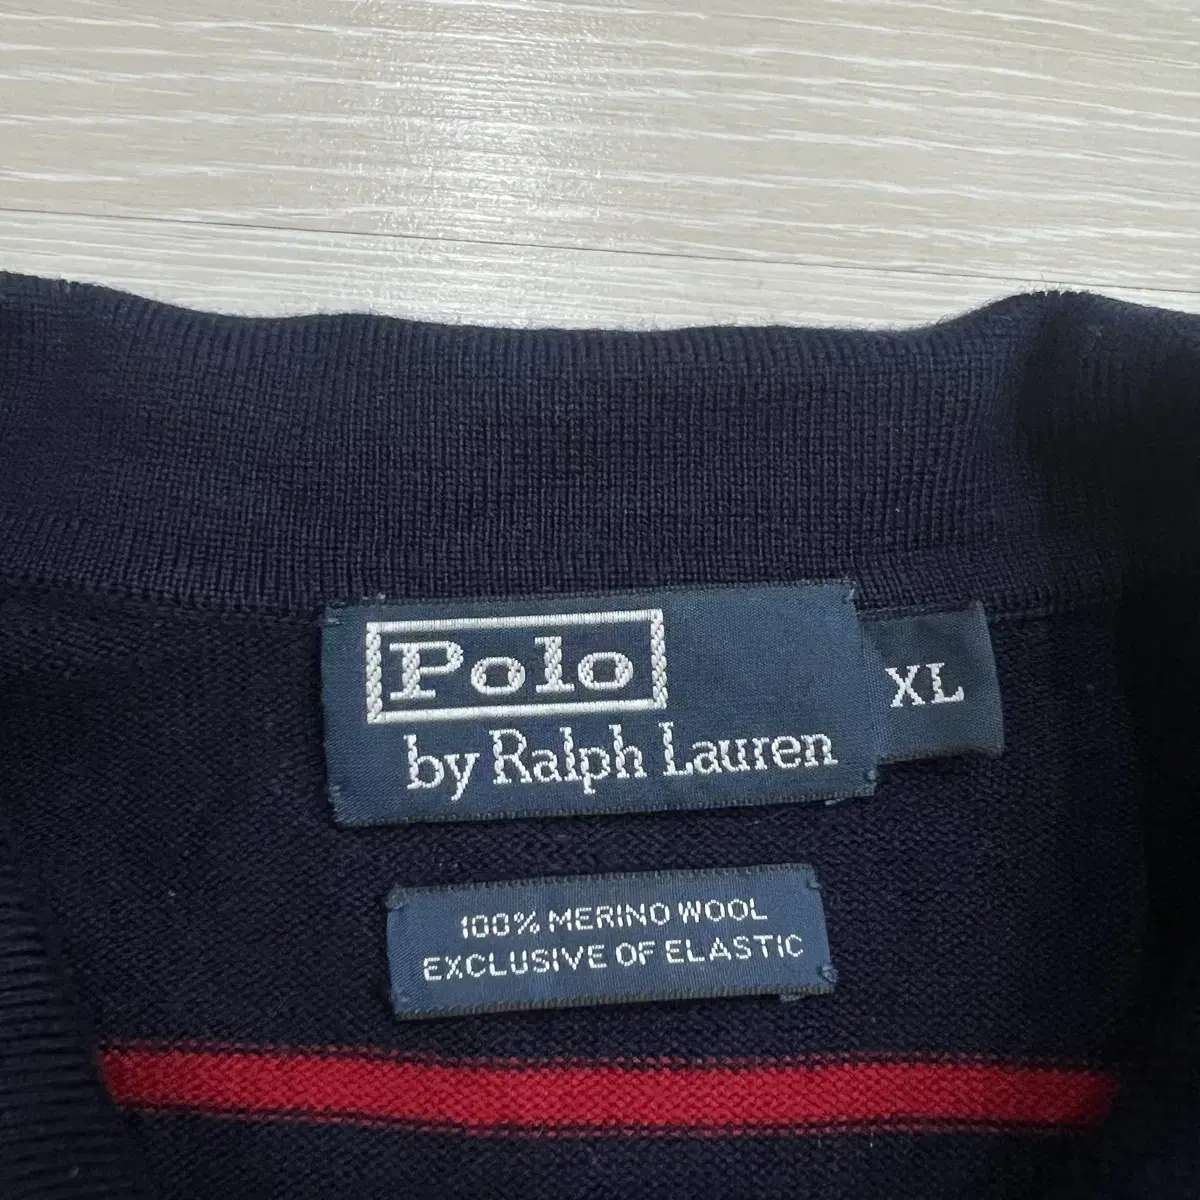 Polo
by Ralph Lauren
XL
100% MERINO WOOL
EXCLUSIVE OF ELASTIC